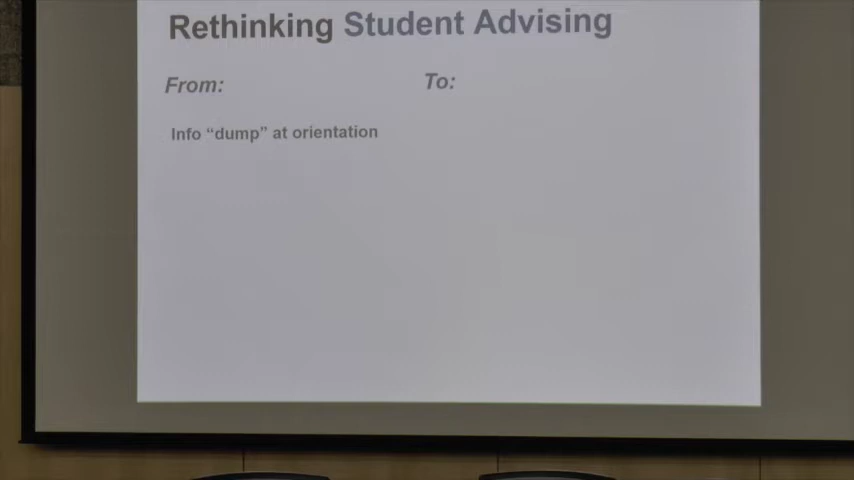 Rethinking Student Advising
From: To:
Info “dump” at orientation